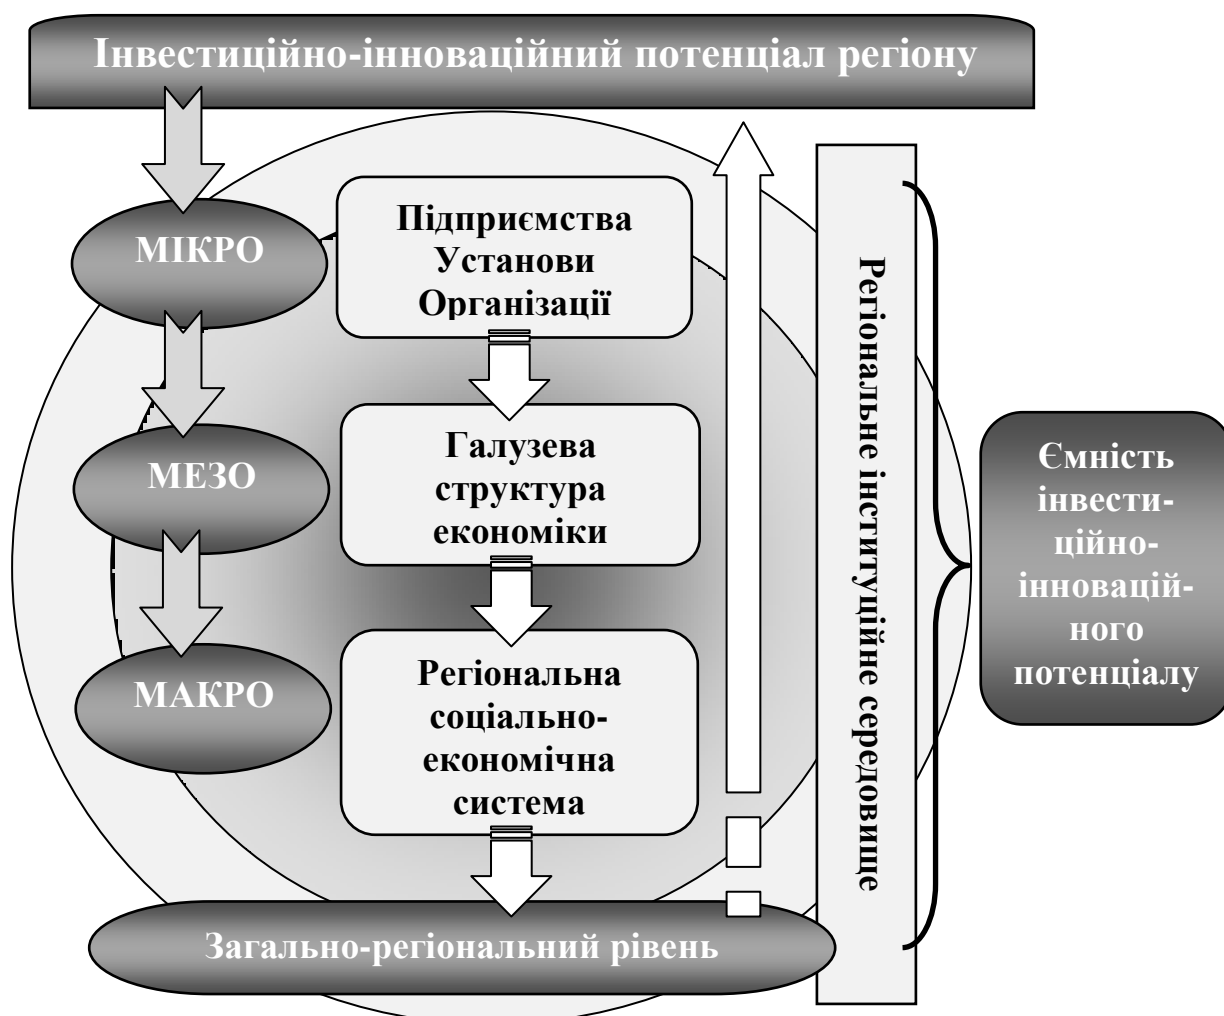 Інвестиційно-інноваційний потенціал регіону
МІКРО
Підприємства
Установи
Організації
МЕЗО
Галузева
структура
економіки
МАКРО
Регіональна
соціально-
економічна
система
Загально-регіональний рівень
Регіональне інституційне середовище
Ємність
інвести-
ційно-
інновацій-
ного
потенціалу